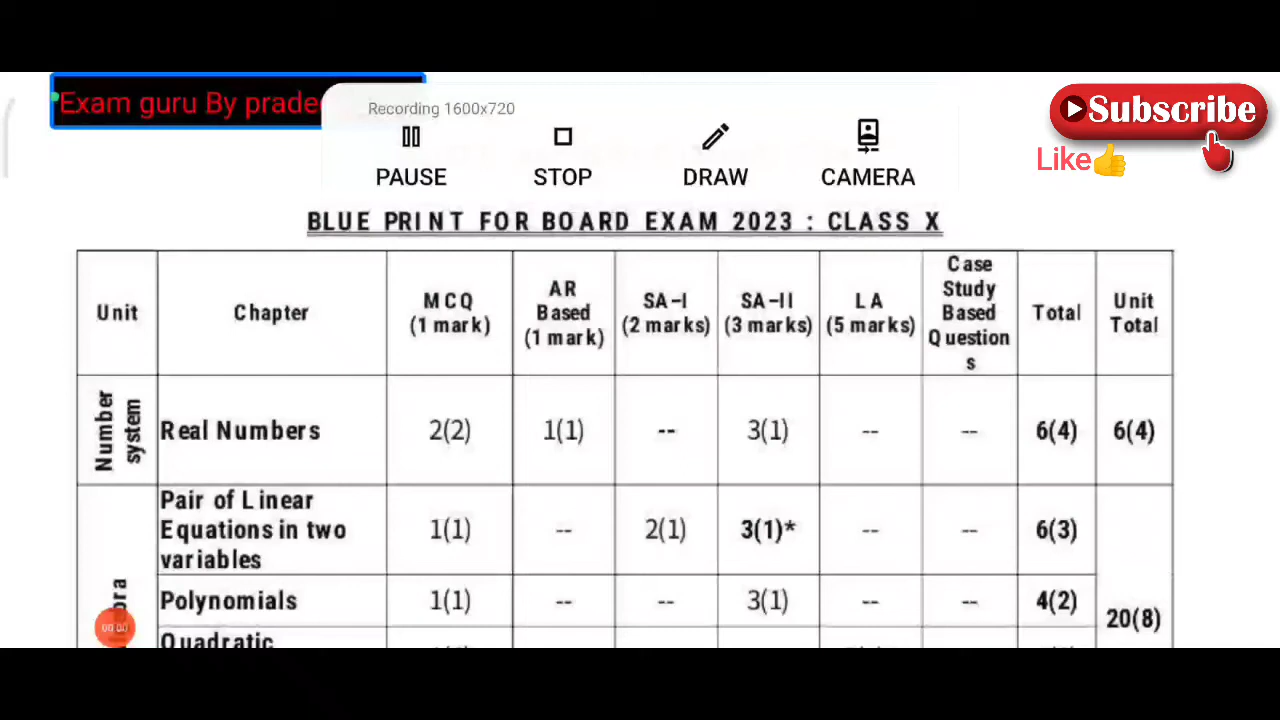 Exam guru By prade
Recording 1600x720
PAUSE STOP DRAW CAMERA
Subscribe
Like
BLUE PRINT FOR BOARD EXAM 2023 : CLASS X
Unit Chapter MCQ (1 mark) AR Based (1 mark) SA-I (2 marks) SA-II (3 marks) LA (5 marks) Case Study Based Question s Total Unit Total
Number system Real Numbers 2(2) 1(1) -- 3(1) -- -- 6(4) 6(4)
Pair of Linear Equations in two variables 1(1) -- 2(1) 3(1)* -- -- 6(3)
Polynomials 1(1) -- -- 3(1) -- -- 4(2) 20(8)
00:00
Quadratic